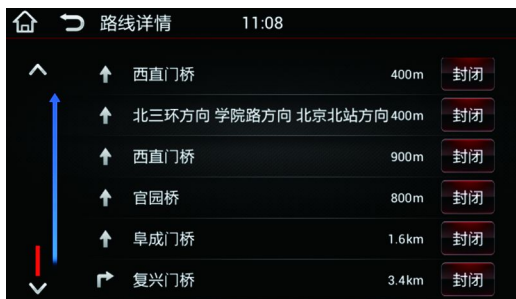 路线详情 11:08
西直门桥 400m 封闭
北三环方向 学院路方向 北京北站方向 400m 封闭
西直门桥 900m 封闭
官园桥 800m 封闭
阜成门桥 1.6km 封闭
复兴门桥 3.4km 封闭